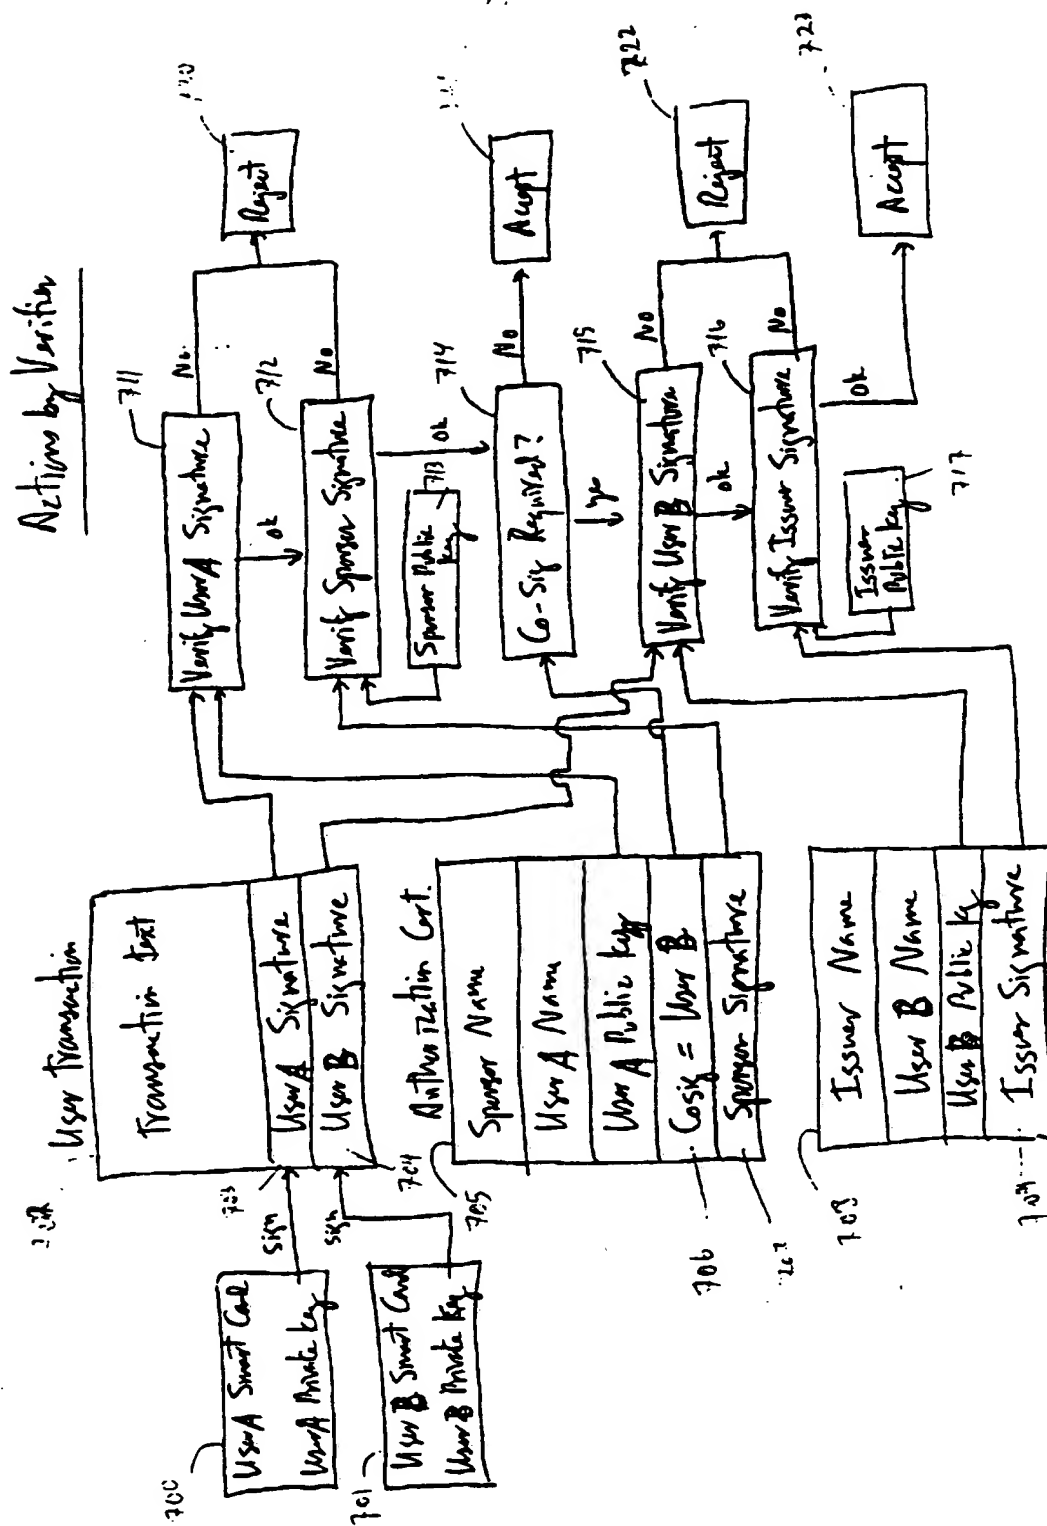 Actions by Verifier
User Transaction
Transaction Text
User A Signature
User B Signature
703
704
700
User A Smart Card
User A Private Key
sign
701
User B Smart Card
User B Private Key
sign
Authorization Cert.
705
Sponsor Name
User A Name
User A Public Key
Cosig = User B
Sponsor Signature
706
708
Issuer Name
User B Name
User B Public Key
Issuer Signature
709
711
Verify User A Signature
No
ok
712
Verify Sponsor Signature
No
ok
Reject
713
Sponsor Public
Key
714
Co-Sig Required?
No
Accept
yes
715
Verify User B Signature
No
ok
716
Verify Issuer Signature
No
ok
722
Reject
717
Issuer
Public Key
723
Accept